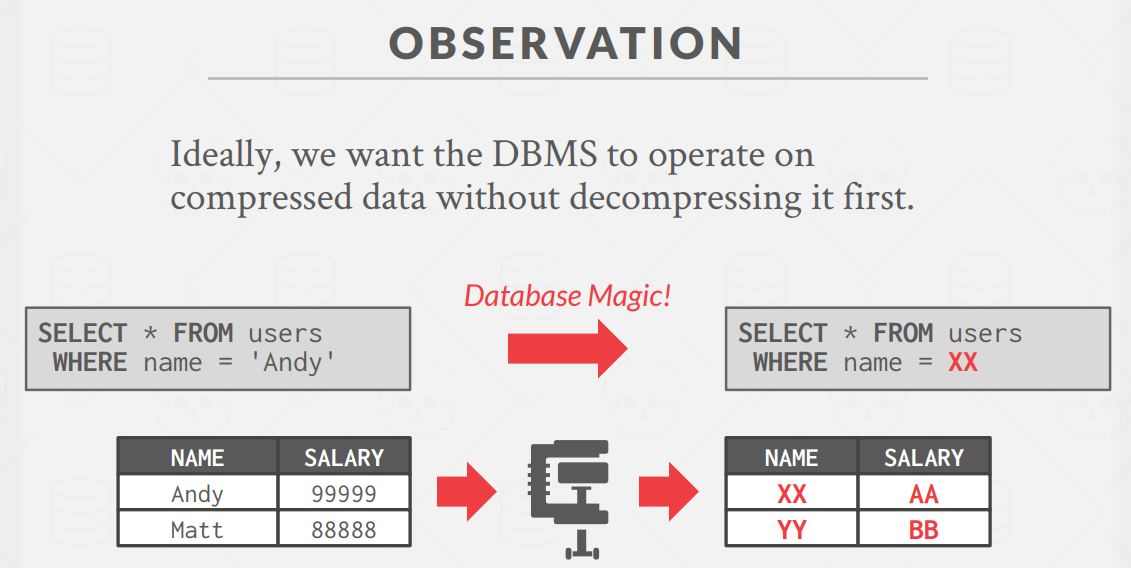 OBSERVATION
Ideally, we want the DBMS to operate on
compressed data without decompressing it first.
Database Magic!
SELECT * FROM users
WHERE name = 'Andy'
SELECT * FROM users
WHERE name = XX
NAME SALARY
Andy 99999
Matt 88888
NAME SALARY
XX AA
YY BB